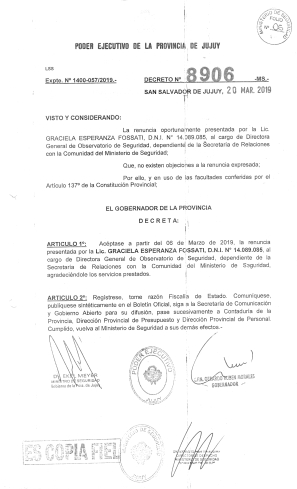 MINISTERIO DE SEGURIDAD
FOLIO
PODER EJECUTIVO DE LA PROVINCIA DE JUJUY
Expte. N° 1400-057/2019.-
DECRETO N° 8906 -MS.-
SAN SALVADOR DE JUJUY, 20 MAR. 2019
VISTO Y CONSIDERANDO:
La renuncia oportunamente presentada por la Lic.
GRACIELA ESPERANZA FOSSATI, D.N.I. N° 14.089.085, al cargo de Directora
General de Observatorio de Seguridad, dependiente de la Secretaría de Relaciones
con la Comunidad del Ministerio de Seguridad;
Que, no existen objeciones a la renuncia expresada;
Por ello, y en uso de las facultades conferidas por el
Artículo 137° de la Constitución Provincial;
EL GOBERNADOR DE LA PROVINCIA
D E C R E T A :
ARTICULO 1°: Acéptase a partir del 06 de Marzo de 2019, la renuncia
presentada por la Lic. GRACIELA ESPERANZA FOSSATI, D.N.I. N° 14.089.085, al
cargo de Directora General de Observatorio de Seguridad, dependiente de la
Secretaría de Relaciones con la Comunidad del Ministerio de Seguridad,
agradeciéndole los servicios prestados.
ARTICULO 2°: Regístrese, tome razón Fiscalía de Estado. Comuníquese,
publíquese sintéticamente en el Boletín Oficial, siga a la Secretaría de Comunicación
y Gobierno Abierto para su difusión, pase sucesivamente a Contaduría de la
Provincia, Dirección Provincial de Presupuesto y Dirección Provincial de Personal.
Cumplido, vuelva al Ministerio de Seguridad a sus demás efectos.-
PODER EJECUTIVO
JUJUY
MEYER
MINISTRO DE SEGURIDAD
C.P.N. GERARDO RUBEN MORALES
GOBERNADOR
ES COPIA FIEL
JUJUY